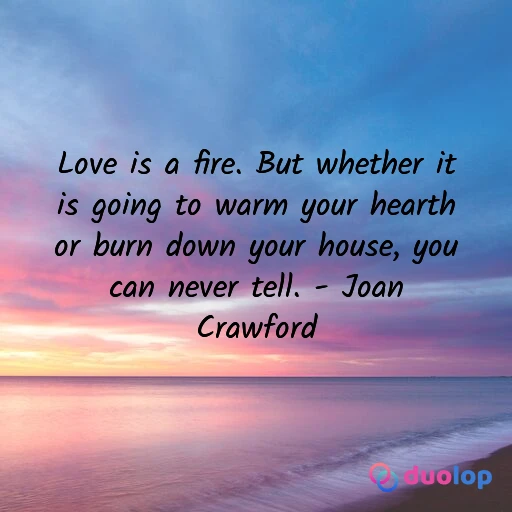 Love is a fire. But whether it
is going to warm your hearth
or burn down your house, you
can never tell. - Joan
Crawford
duolop